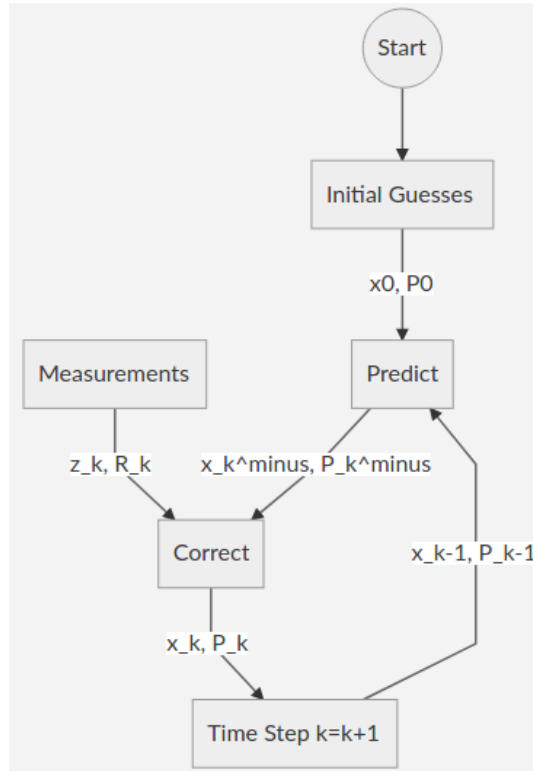 Start
Initial Guesses
x0, P0
Measurements
Predict
z_k, R_k
x_k^minus, P_k^minus
Correct
x_k-1, P_k-1
x_k, P_k
Time Step k=k+1